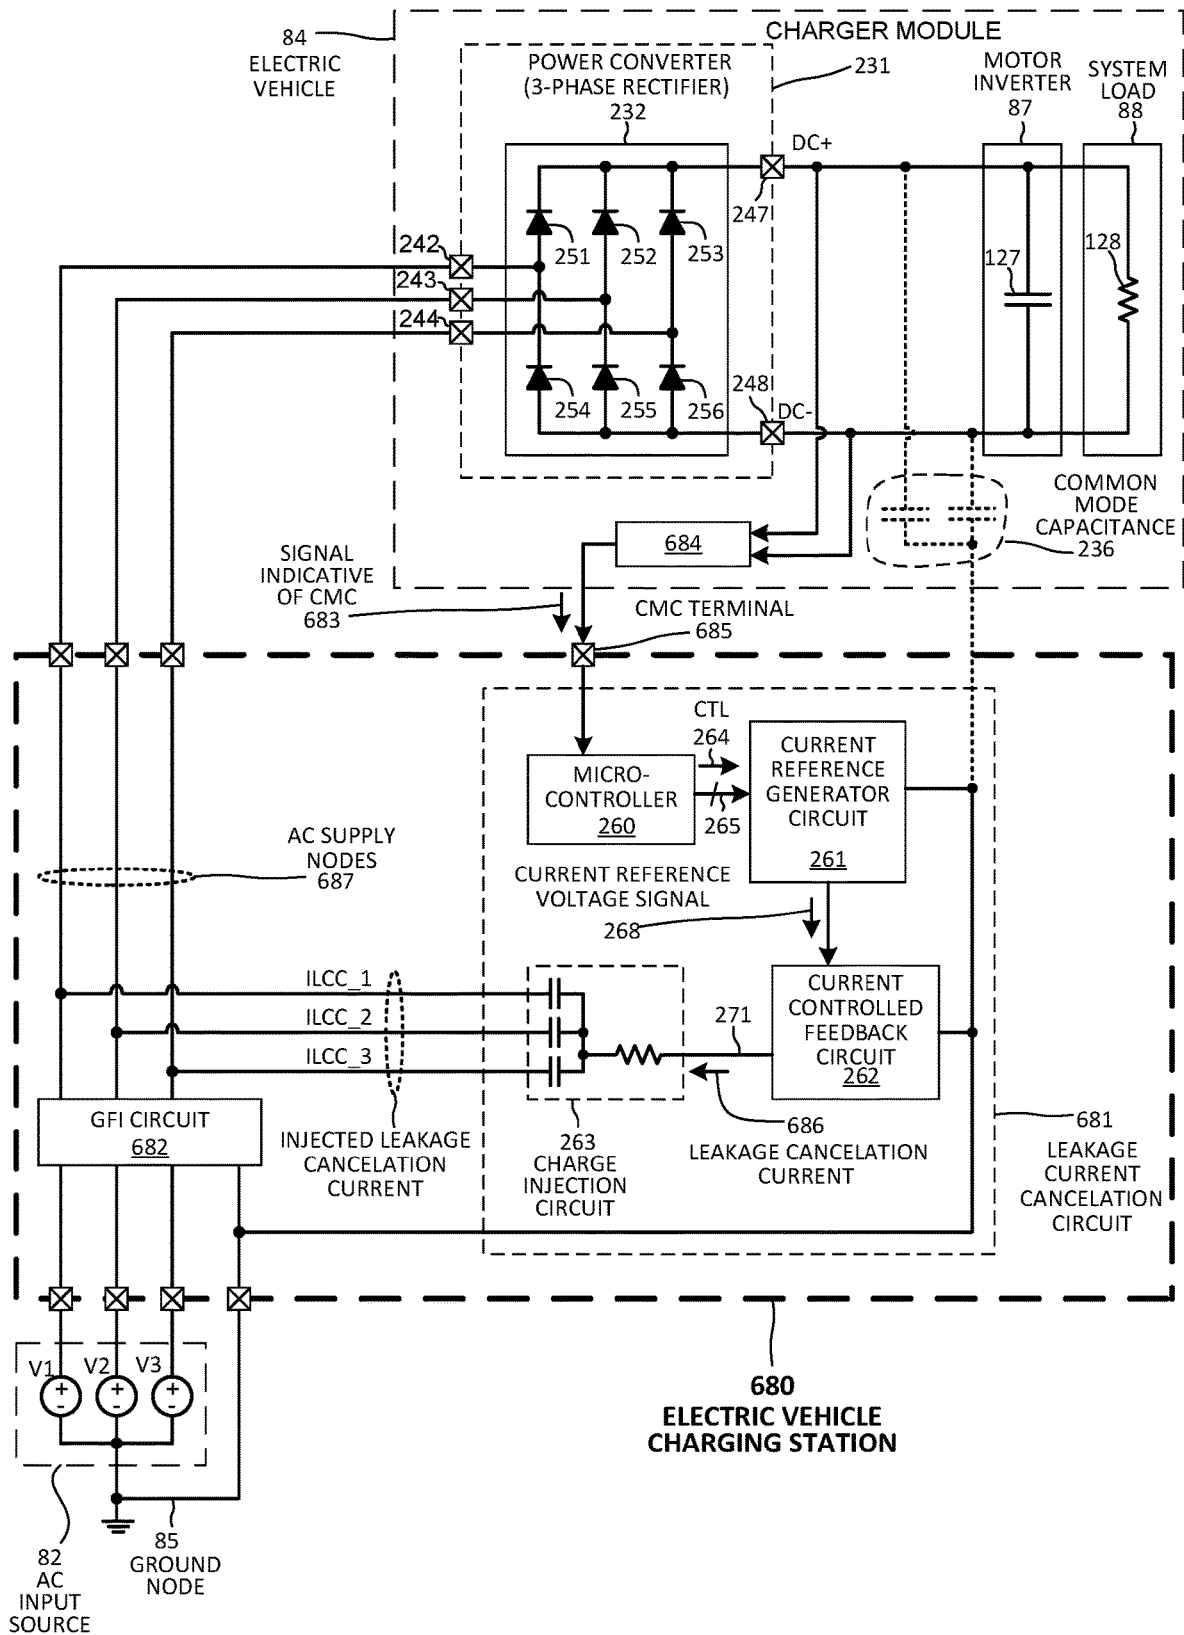 CHARGER MODULE
84
ELECTRIC
VEHICLE
POWER CONVERTER
(3-PHASE RECTIFIER)
232
231
MOTOR
INVERTER
87
SYSTEM
LOAD
88
DC+
247
242
243
244
251
252
253
127
128
254
255
256
248
DC-
COMMON
MODE
CAPACITANCE
236
684
SIGNAL
INDICATIVE
OF CMC
683
CMC TERMINAL
685
CTL
264
265
MICRO-
CONTROLLER
260
CURRENT
REFERENCE
GENERATOR
CIRCUIT
261
AC SUPPLY
NODES
687
CURRENT REFERENCE
VOLTAGE SIGNAL
268
ILCC_1
ILCC_2
ILCC_3
271
CURRENT
CONTROLLED
FEEDBACK
CIRCUIT
262
GFI CIRCUIT
682
INJECTED LEAKAGE
CANCELATION
CURRENT
263
CHARGE
INJECTION
CIRCUIT
686
LEAKAGE CANCELATION
CURRENT
681
LEAKAGE
CURRENT
CANCELATION
CIRCUIT
V1
V2
V3
+
-
+
-
+
-
680
ELECTRIC VEHICLE
CHARGING STATION
82
AC
INPUT
SOURCE
85
GROUND
NODE